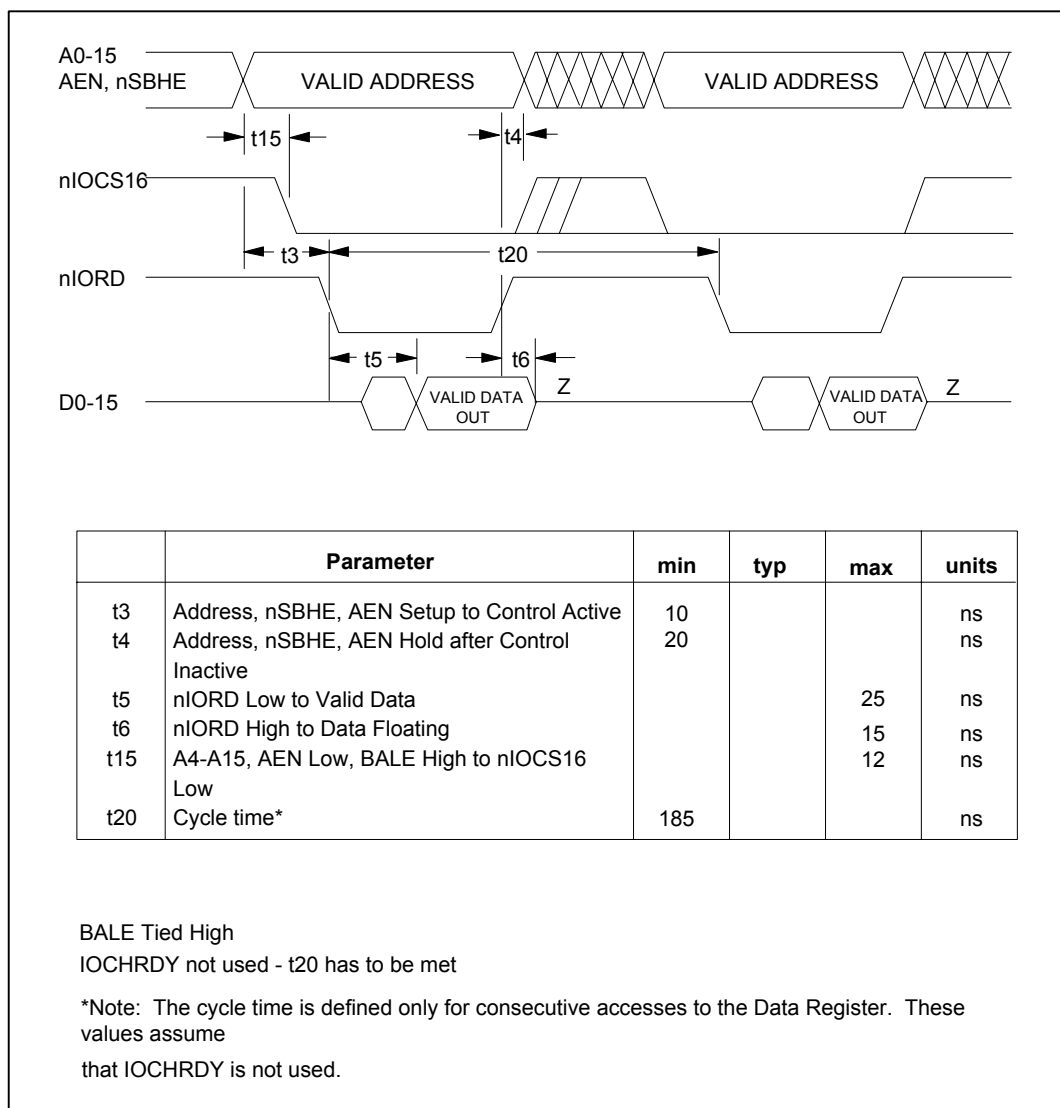 A0-15
AEN, nSBHE
VALID ADDRESS
VALID ADDRESS
t15
t4
nIOCS16
t3
t20
nIORD
t5
t6
D0-15
VALID DATA
OUT
Z
VALID DATA
OUT
Z
Parameter min typ max units
t3 Address, nSBHE, AEN Setup to Control Active 10 ns
t4 Address, nSBHE, AEN Hold after Control 20 ns
Inactive
t5 nIORD Low to Valid Data 25 ns
t6 nIORD High to Data Floating 15 ns
t15 A4-A15, AEN Low, BALE High to nIOCS16 12 ns
Low
t20 Cycle time* 185 ns
BALE Tied High
IOCHRDY not used - t20 has to be met
*Note: The cycle time is defined only for consecutive accesses to the Data Register. These
values assume
that IOCHRDY is not used.